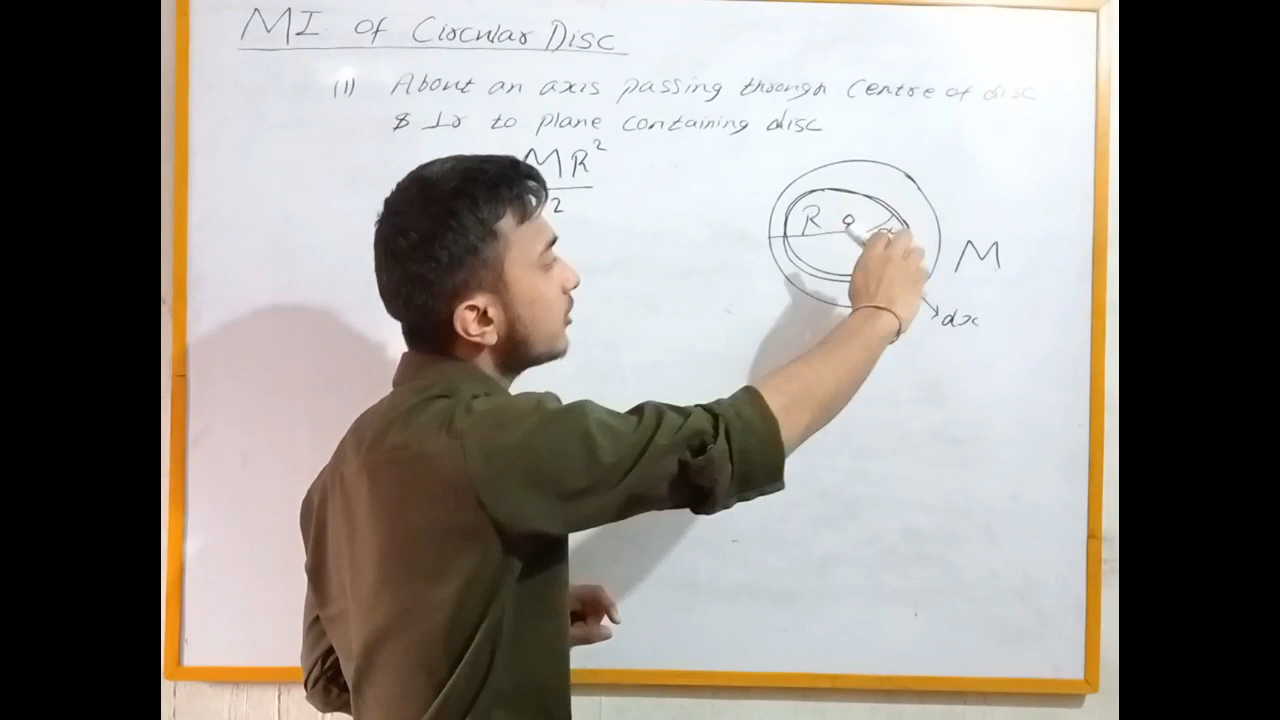 MI of Circular Disc
(1) About an axis passing through Centre of disc
& ⊥r to plane containing disc
MR²
2
R
M
dx